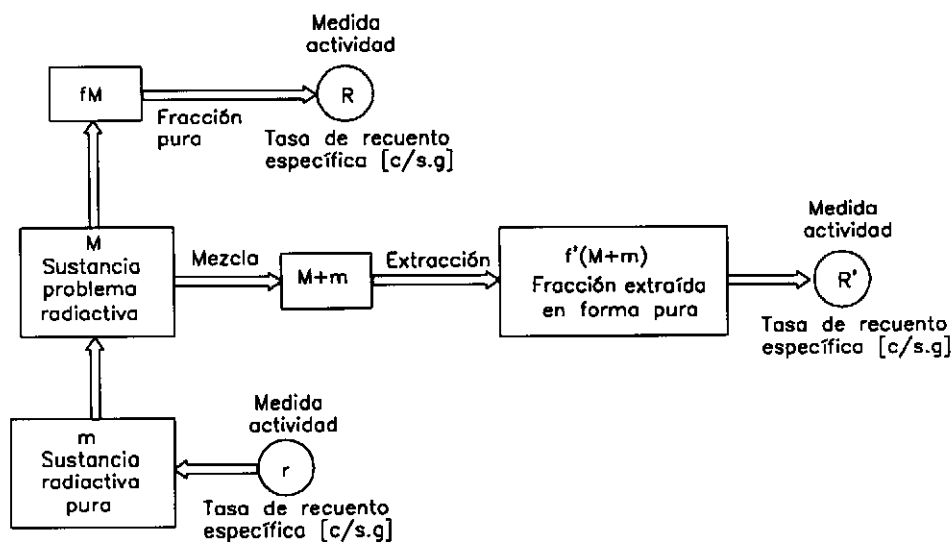 Medida
actividad
fM
Fracción
pura
R
Tasa de recuento
específica [c/s.g]
M
Sustancia
problema
radiactiva
Mezcla
M+m
Extracción
f'(M+m)
Fracción extraída
en forma pura
Medida
actividad
R'
Tasa de recuento
específica [c/s.g]
m
Sustancia
radiactiva
pura
Medida
actividad
r
Tasa de recuento
específica [c/s.g]